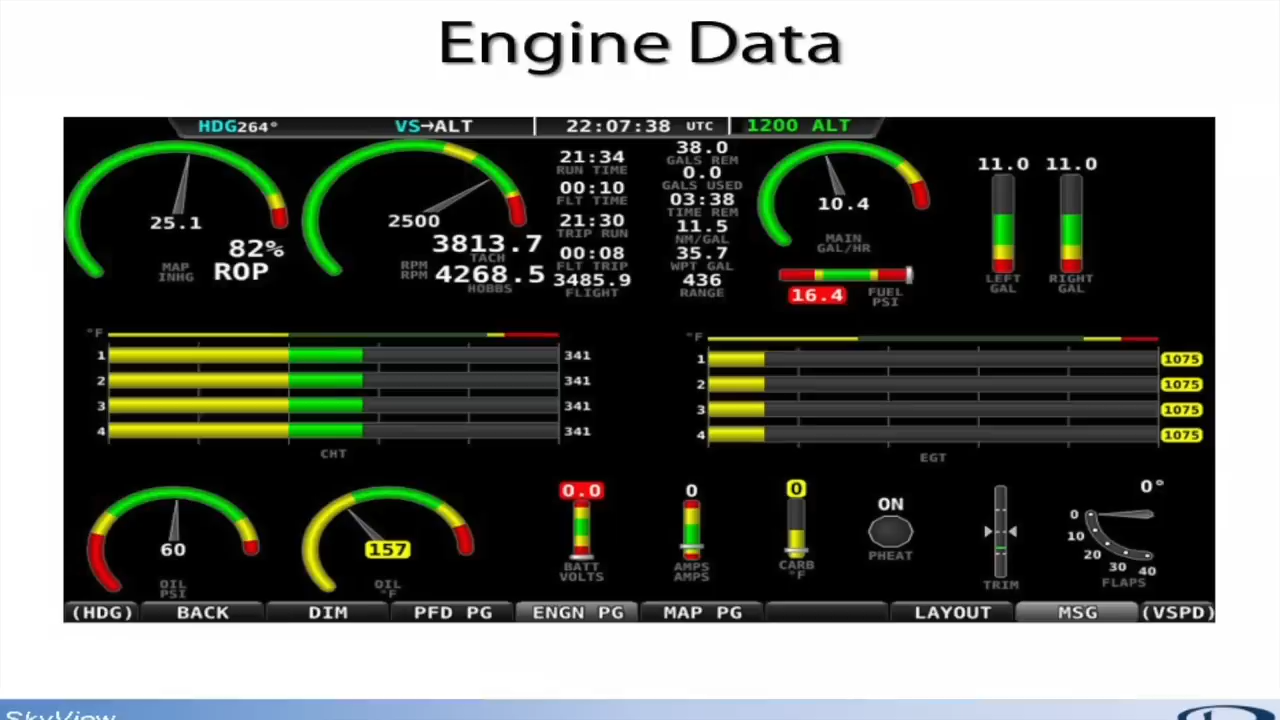 Engine Data
HDG264° VS→ALT 22:07:38 UTC 1200 ALT
25.1
MAP
INHG
82%
ROP
2500
3813.7
TACH
RPM
RPM
4268.5
HOBBS
21:34
RUN TIME
00:10
FLT TIME
21:30
TRIP RUN
00:08
FLT TRIP
3485.9
FLIGHT
38.0
GALS REM
0.0
GALS USED
03:38
TIME REM
11.5
NM/GAL
35.7
WPT GAL
436
RANGE
10.4
MAIN
GAL/HR
16.4
FUEL
PSI
11.0 11.0
LEFT
GAL
RIGHT
GAL
°F
1 341
2 341
3 341
4 341
CHT
°F
1 1075
2 1075
3 1075
4 1075
EGT
60
OIL
PSI
157
OIL
°F
0.0
BATT
VOLTS
0
AMPS
AMPS
0
CARB
°F
ON
PHEAT
TRIM
0°
0
10
20
30
40
FLAPS
(HDG) BACK DIM PFD PG ENGN PG MAP PG LAYOUT MSG (VSPD)
SkyView